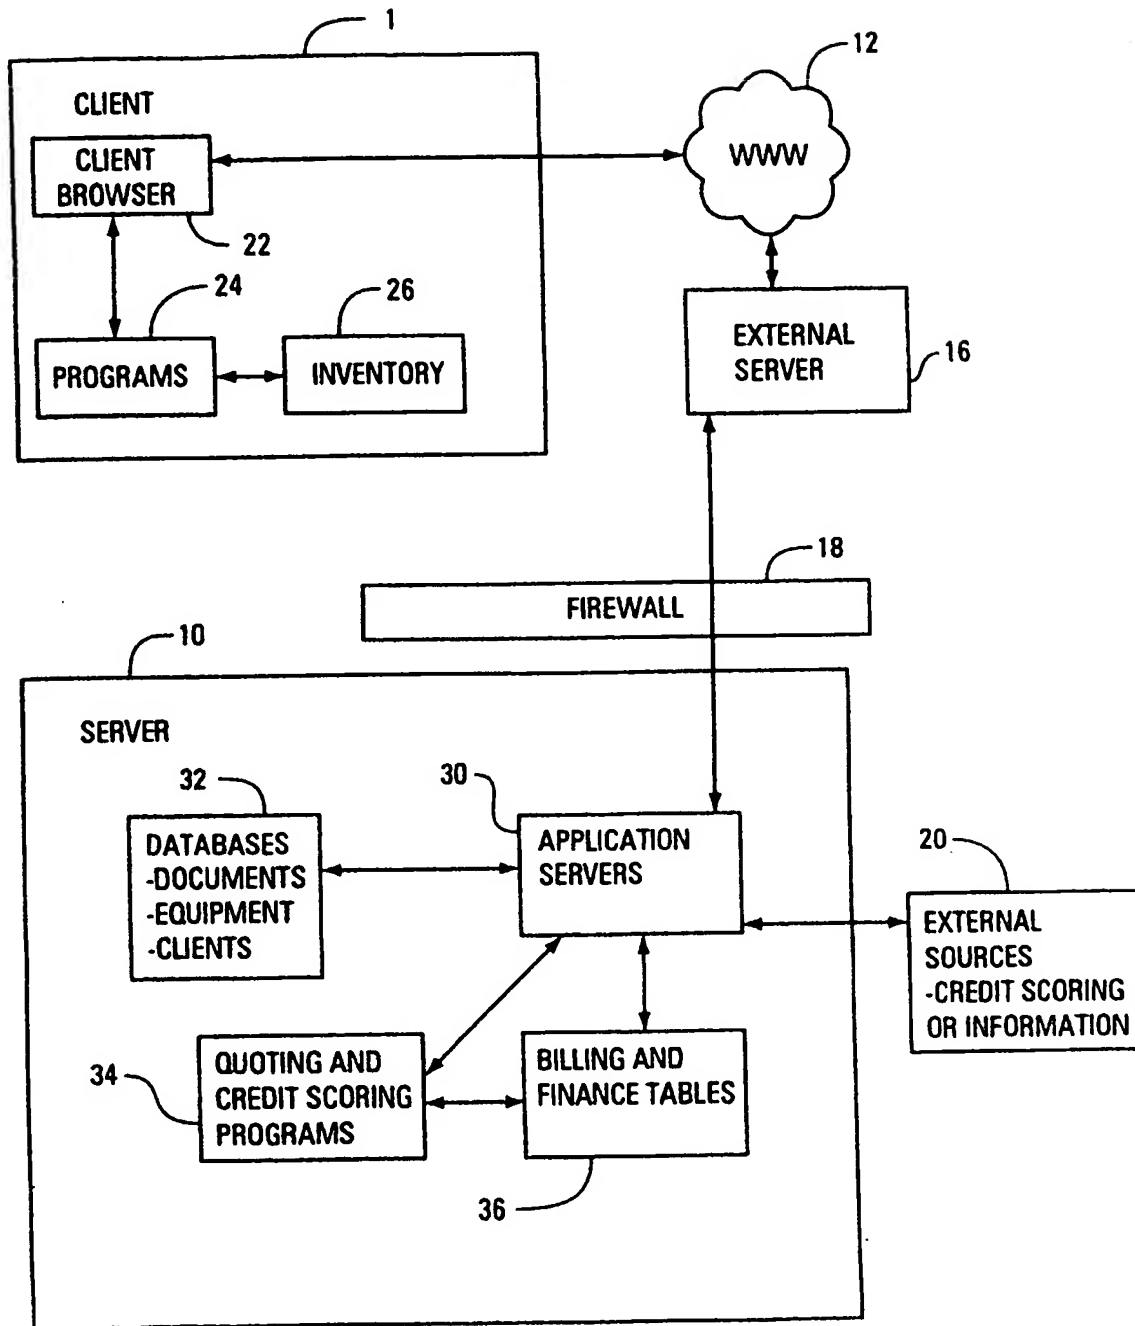 1
12
CLIENT
CLIENT
BROWSER
WWW
22
24
26
EXTERNAL
SERVER
16
PROGRAMS
INVENTORY
18
FIREWALL
10
SERVER
32
30
DATABASES
-DOCUMENTS
-EQUIPMENT
-CLIENTS
APPLICATION
SERVERS
20
EXTERNAL
SOURCES
-CREDIT SCORING
OR INFORMATION
34
QUOTING AND
CREDIT SCORING
PROGRAMS
BILLING AND
FINANCE TABLES
36